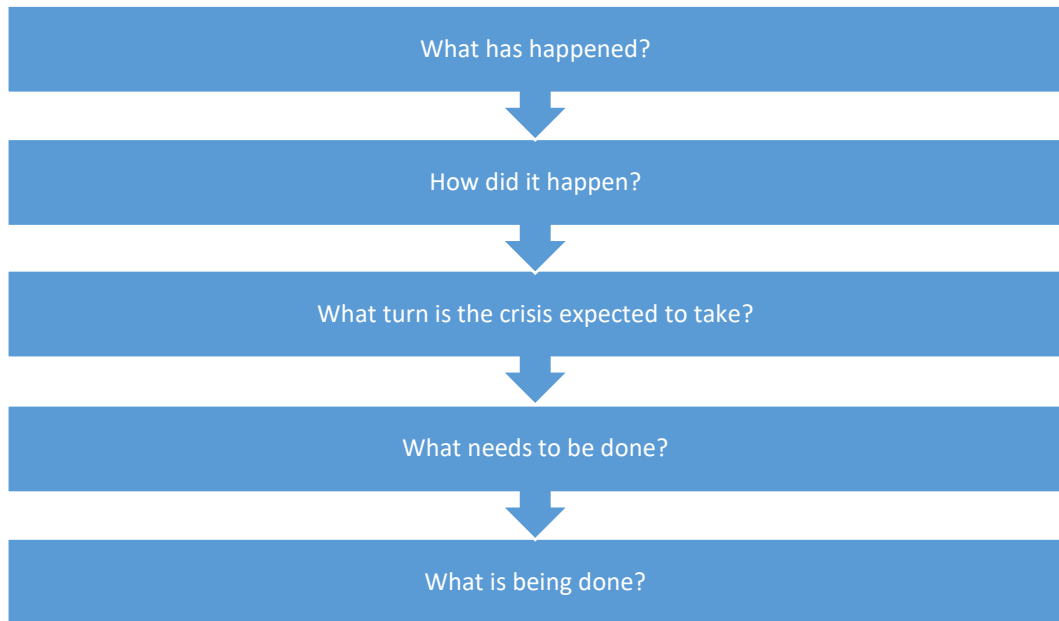 What has happened?
How did it happen?
What turn is the crisis expected to take?
What needs to be done?
What is being done?